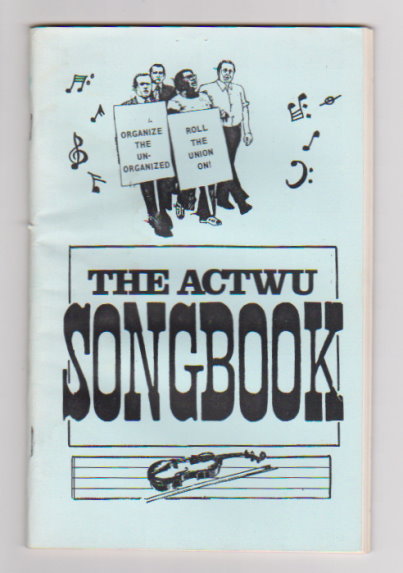 ORGANIZE
THE
UN-
ORGANIZED
ROLL
THE
UNION
ON!
THE ACTWU
SONGBOOK